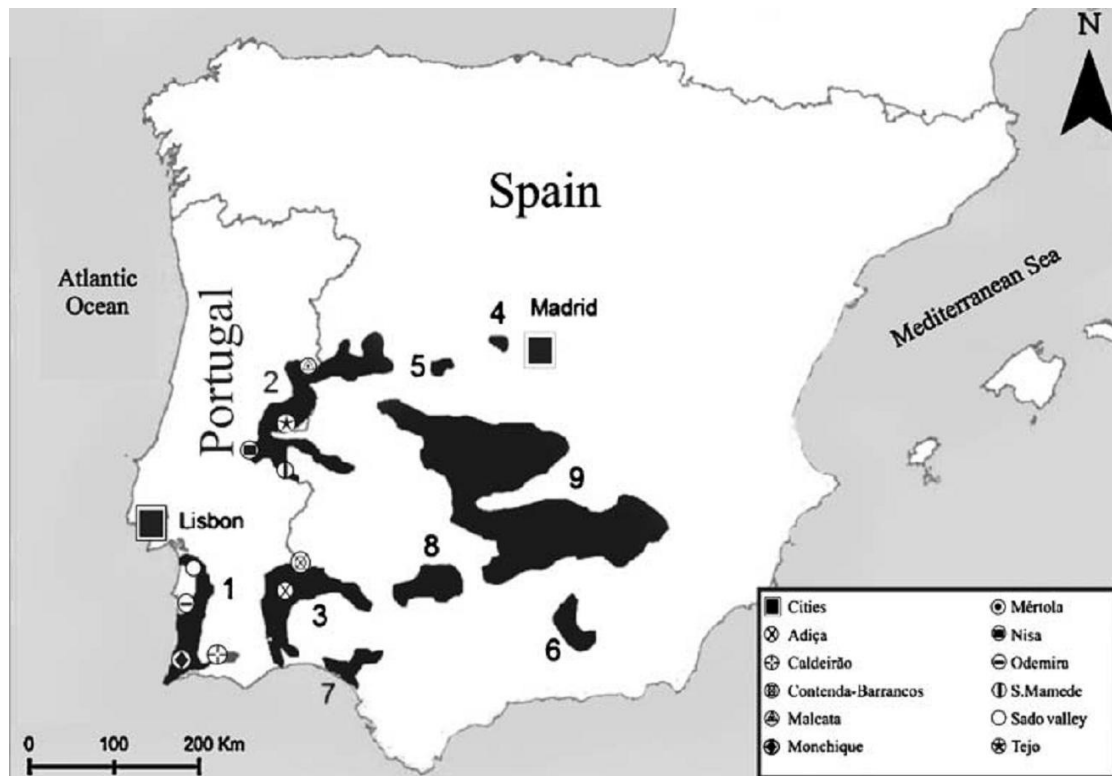 N
Spain
Atlantic
Ocean
Portugal
Mediterranean Sea
4
Madrid
5
2
9
Lisbon
8
1
3
6
7
0 100 200 Km
Cities
Adiça
Caldeirão
Contenda-Barrancos
Malcata
Monchique
Mértola
Nisa
Odemira
S.Mamede
Sado valley
Tejo